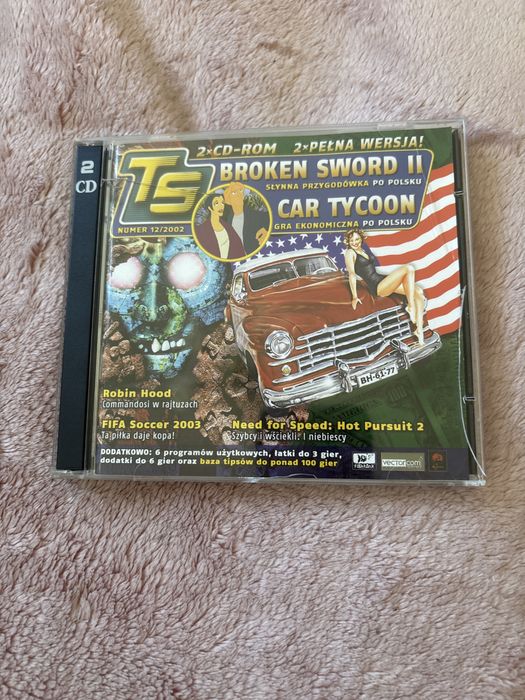 2 CD
2×CD-ROM 2×PEŁNA WERSJA!
TS
NUMER 12/2002
BROKEN SWORD II
SŁYNNA PRZYGODÓWKA PO POLSKU
CAR TYCOON
GRA EKONOMICZNA PO POLSKU
BH-61-77
Robin Hood
Commandosi w rajtuzach
FIFA Soccer 2003
Ta piłka daje kopa!
Need for Speed: Hot Pursuit 2
Szybcy i wściekli: I niebiescy
DODATKOWO: 6 programów użytkowych, łatki do 3 gier,
dodatki do 6 gier oraz baza tipsów do ponad 100 gier
vectorcom